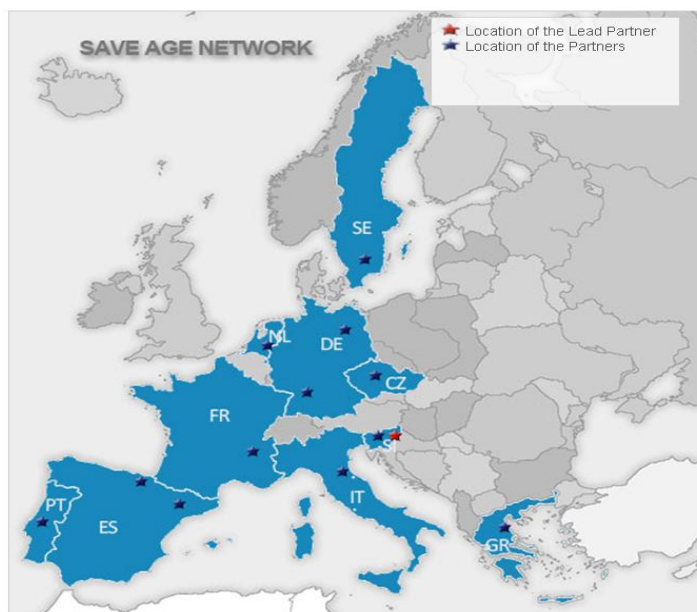 SAVE AGE NETWORK
Location of the Lead Partner
Location of the Partners
SE
NL
DE
CZ
FR
SI
IT
PT
ES
GR